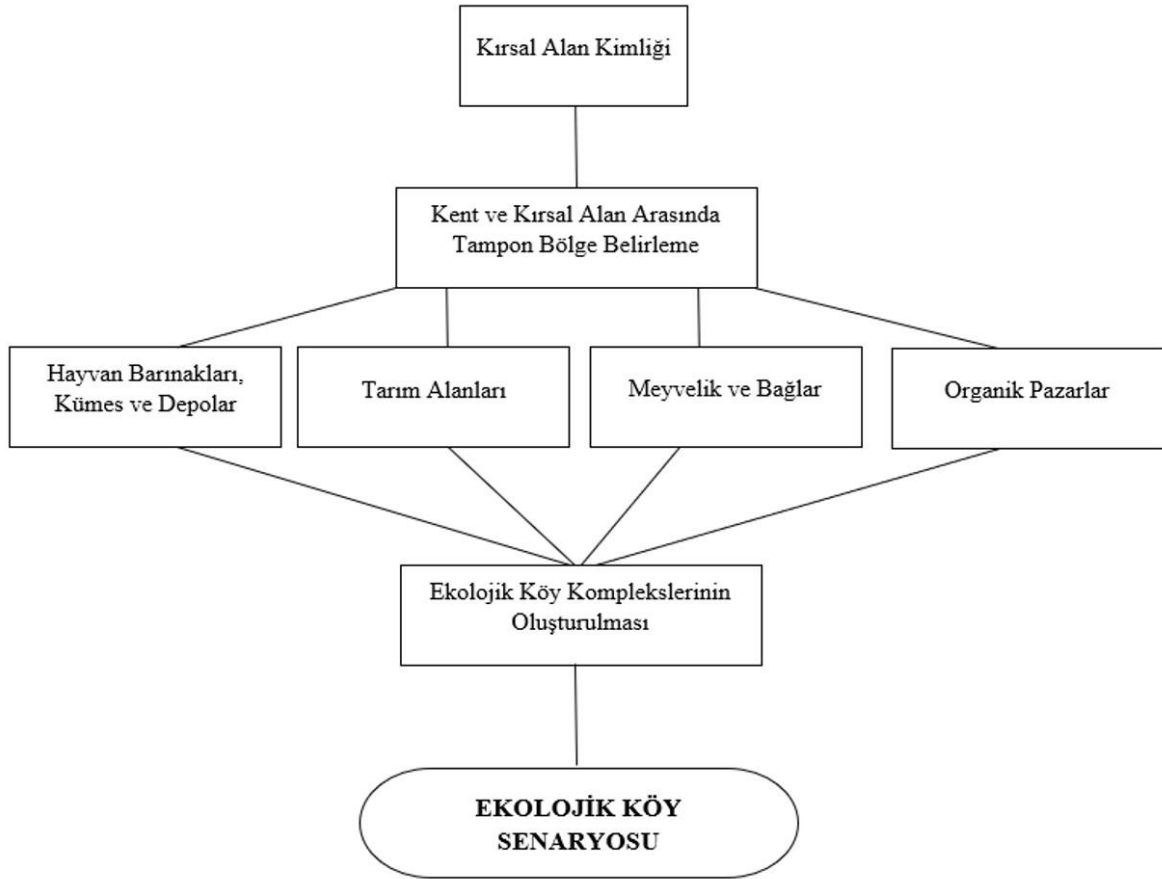 Kırsal Alan Kimliği
Kent ve Kırsal Alan Arasında
Tampon Bölge Belirleme
Hayvan Barınakları,
Kümes ve Depolar
Tarım Alanları
Meyvelik ve Bağlar
Organik Pazarlar
Ekolojik Köy Komplekslerinin
Oluşturulması
EKOLOJİK KÖY
SENARYOSU